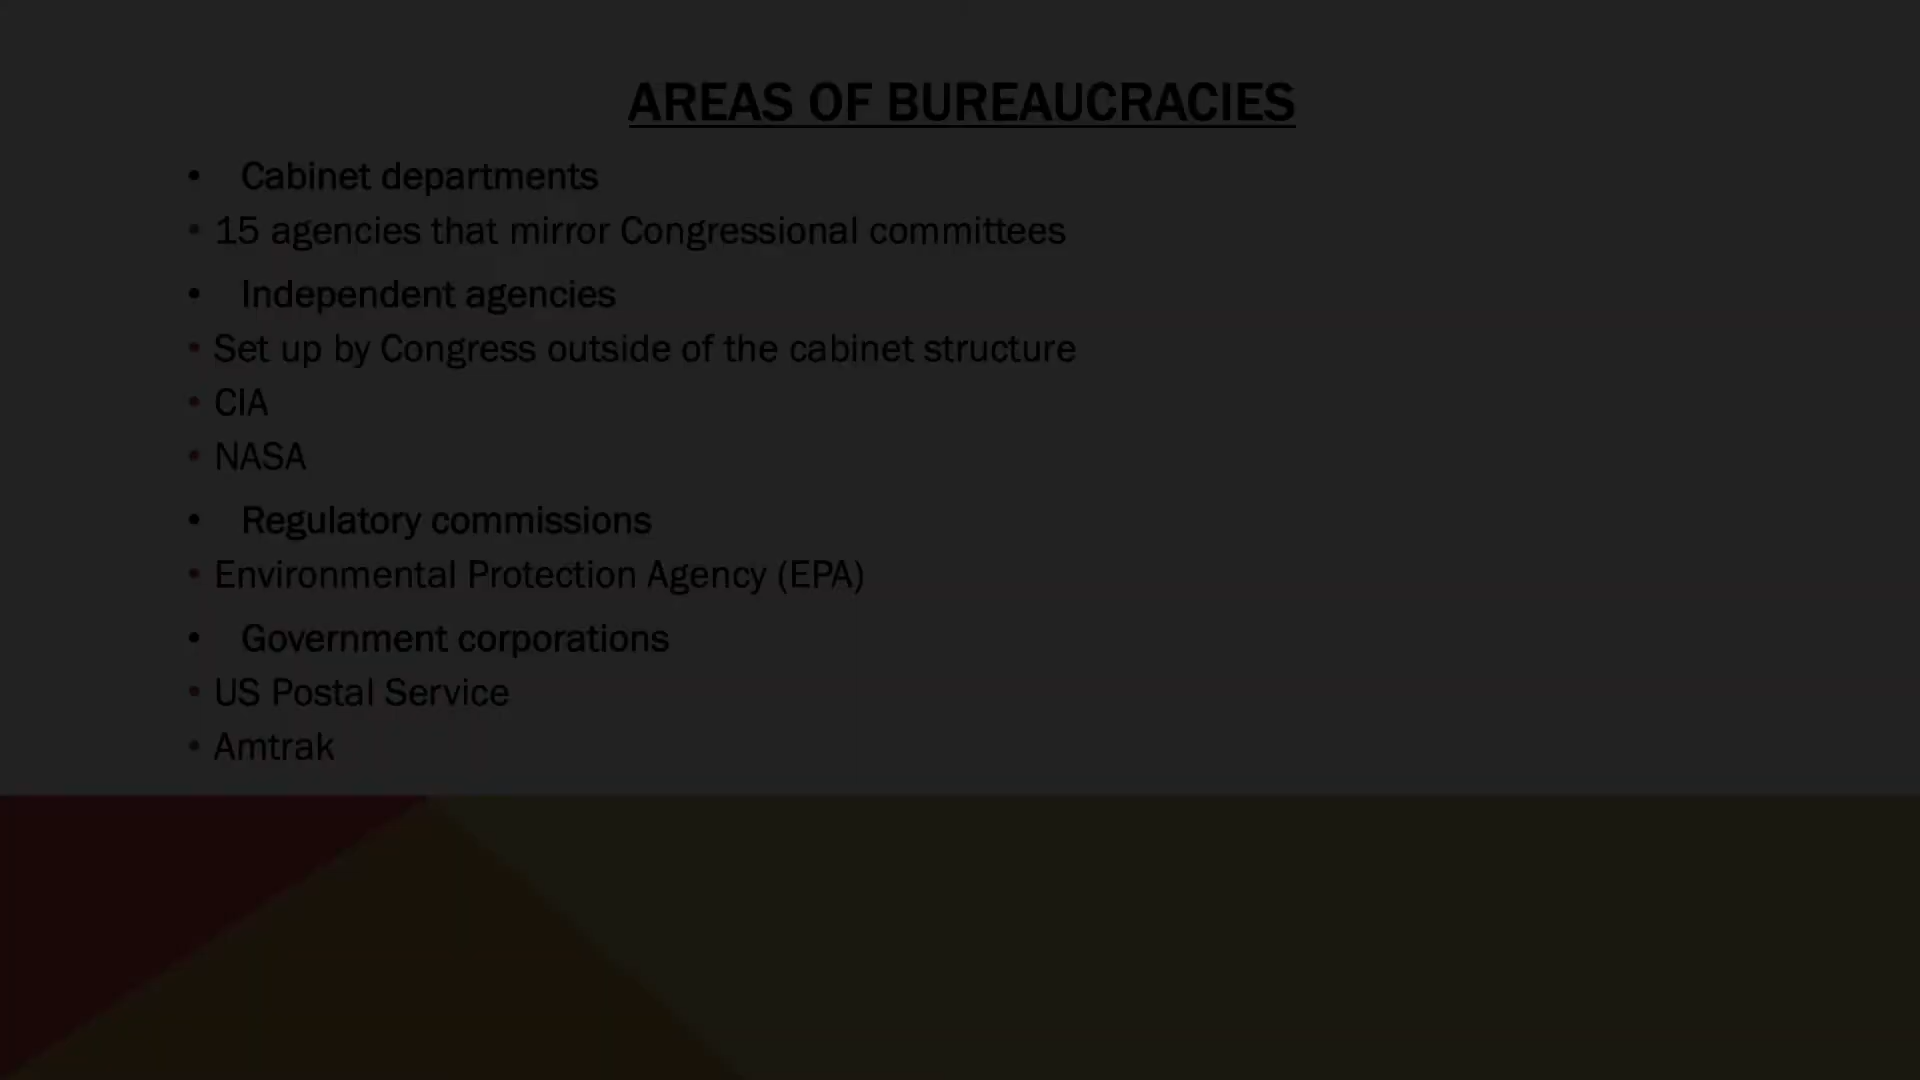 AREAS OF BUREAUCRACIES
• Cabinet departments
• 15 agencies that mirror Congressional committees
• Independent agencies
• Set up by Congress outside of the cabinet structure
• CIA
• NASA
• Regulatory commissions
• Environmental Protection Agency (EPA)
• Government corporations
• US Postal Service
• Amtrak